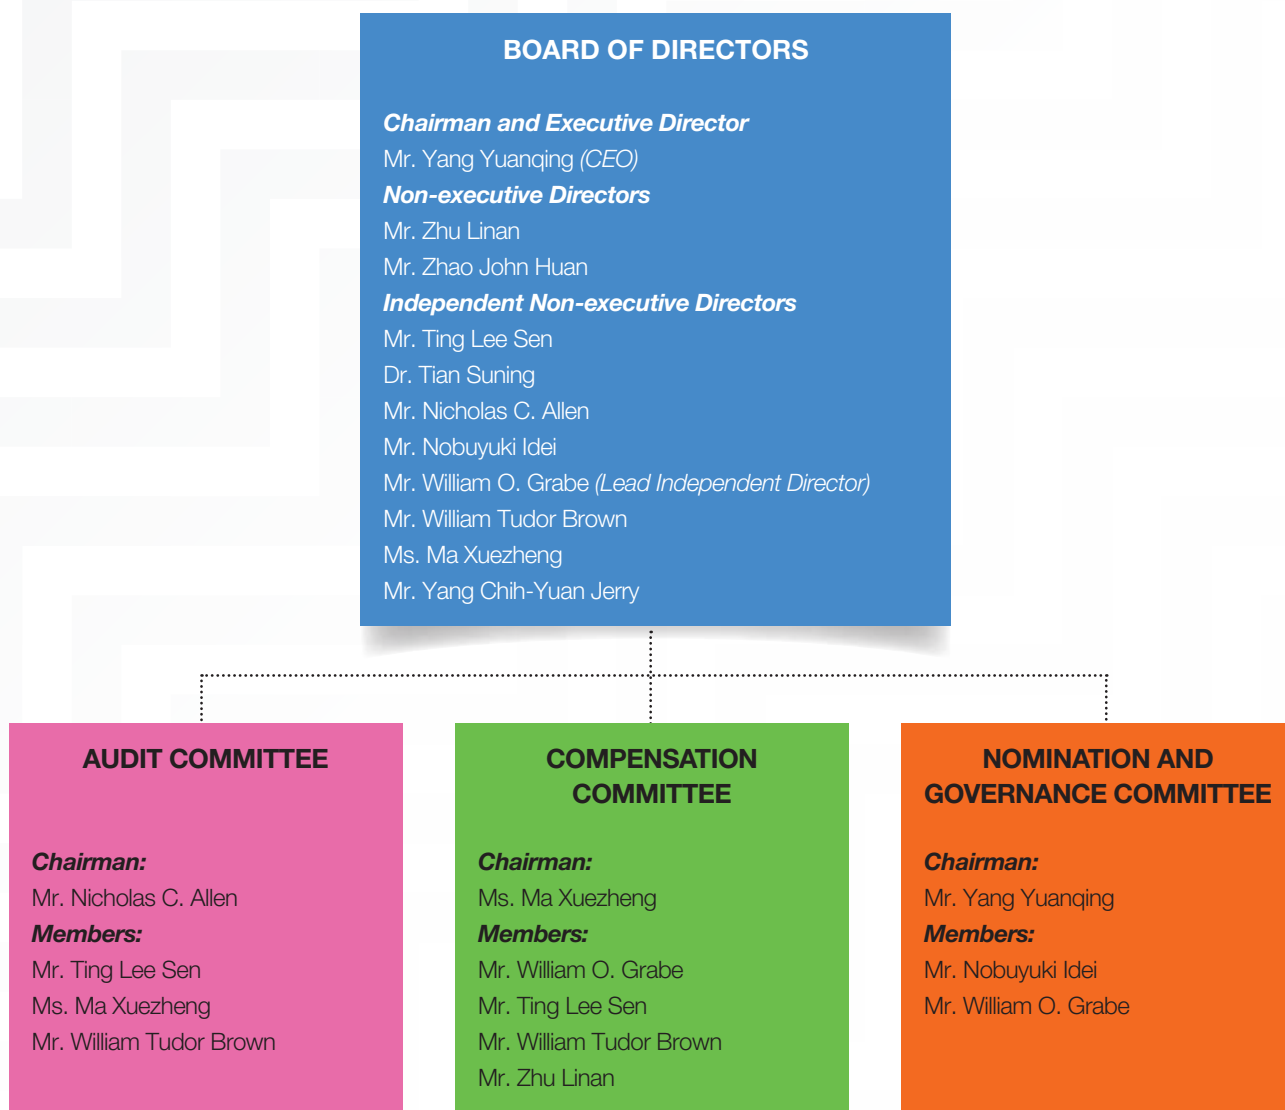 BOARD OF DIRECTORS
Chairman and Executive Director
Mr. Yang Yuanqing (CEO)
Non-executive Directors
Mr. Zhu Linan
Mr. Zhao John Huan
Independent Non-executive Directors
Mr. Ting Lee Sen
Dr. Tian Suning
Mr. Nicholas C. Allen
Mr. Nobuyuki Idei
Mr. William O. Grabe (Lead Independent Director)
Mr. William Tudor Brown
Ms. Ma Xuezheng
Mr. Yang Chih-Yuan Jerry
AUDIT COMMITTEE
Chairman:
Mr. Nicholas C. Allen
Members:
Mr. Ting Lee Sen
Ms. Ma Xuezheng
Mr. William Tudor Brown
COMPENSATION
COMMITTEE
Chairman:
Ms. Ma Xuezheng
Members:
Mr. William O. Grabe
Mr. Ting Lee Sen
Mr. William Tudor Brown
Mr. Zhu Linan
NOMINATION AND
GOVERNANCE COMMITTEE
Chairman:
Mr. Yang Yuanqing
Members:
Mr. Nobuyuki Idei
Mr. William O. Grabe